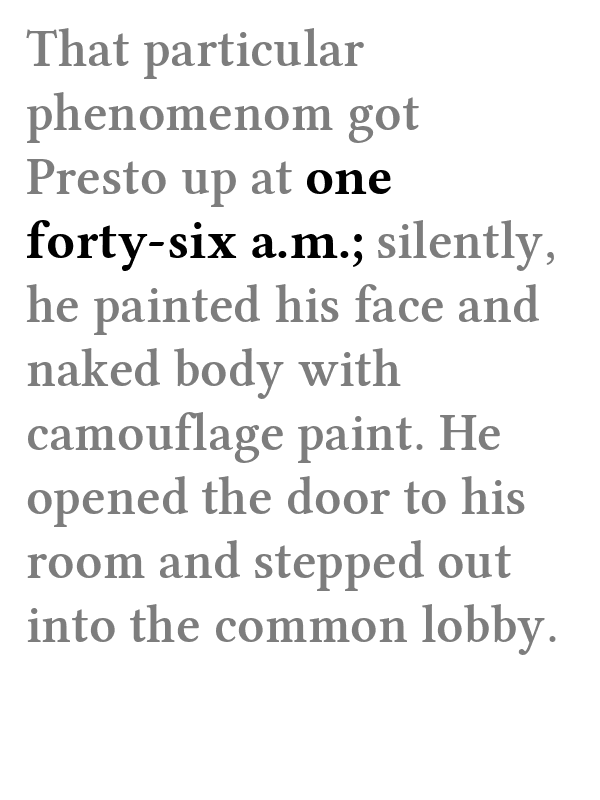 That particular
phenomenom got
Presto up at one
forty-six a.m.; silently,
he painted his face and
naked body with
camouflage paint. He
opened the door to his
room and stepped out
into the common lobby.